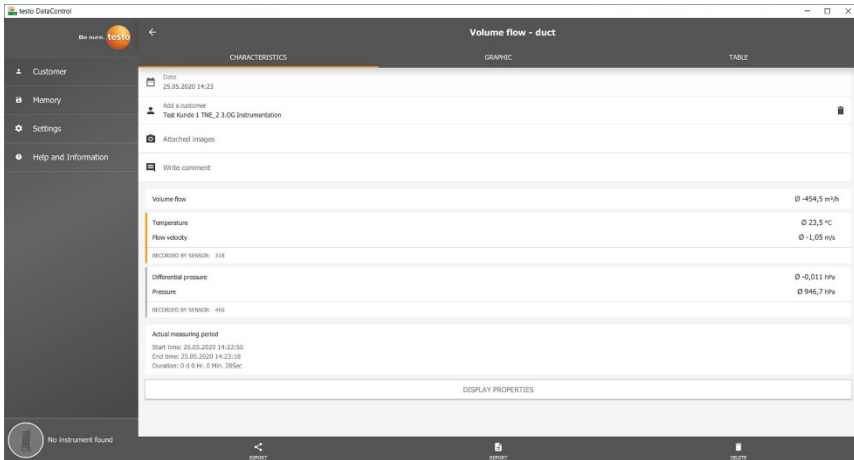 testo DataControl
Be sure. testo
Volume flow - duct
CHARACTERISTICS
GRAPHIC
TABLE
Customer
Memory
Settings
Help and Information
Date
25.05.2020 14:23
Add a customer
Test Kunde 1 TNE_2 3.OG Instrumentation
Attached images
Write comment
Volume flow Ø -454,5 m³/h
Temperature Ø 23,5 °C
Flow velocity Ø -1,05 m/s
RECORDED BY SENSOR: 318
Differential pressure Ø -0,011 hPa
Pressure Ø 946,7 hPa
RECORDED BY SENSOR: 456
Actual measuring period
Start time: 25.05.2020 14:22:50
End time: 25.05.2020 14:23:18
Duration: 0 d 0 Hr. 0 Min. 28Sec
DISPLAY PROPERTIES
No instrument found
EXPORT
REPORT
DELETE